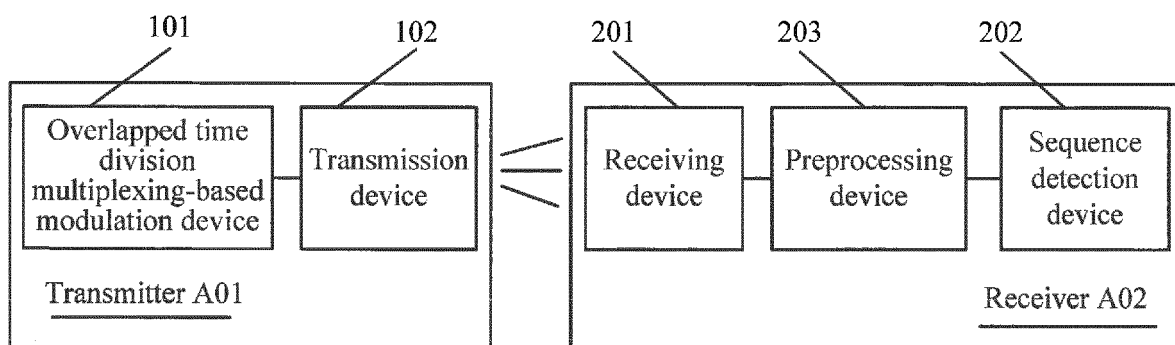 101
102
201
203
202
Overlapped time
division
multiplexing-based
modulation device
Transmission
device
Receiving
device
Preprocessing
device
Sequence
detection
device
Transmitter A01
Receiver A02